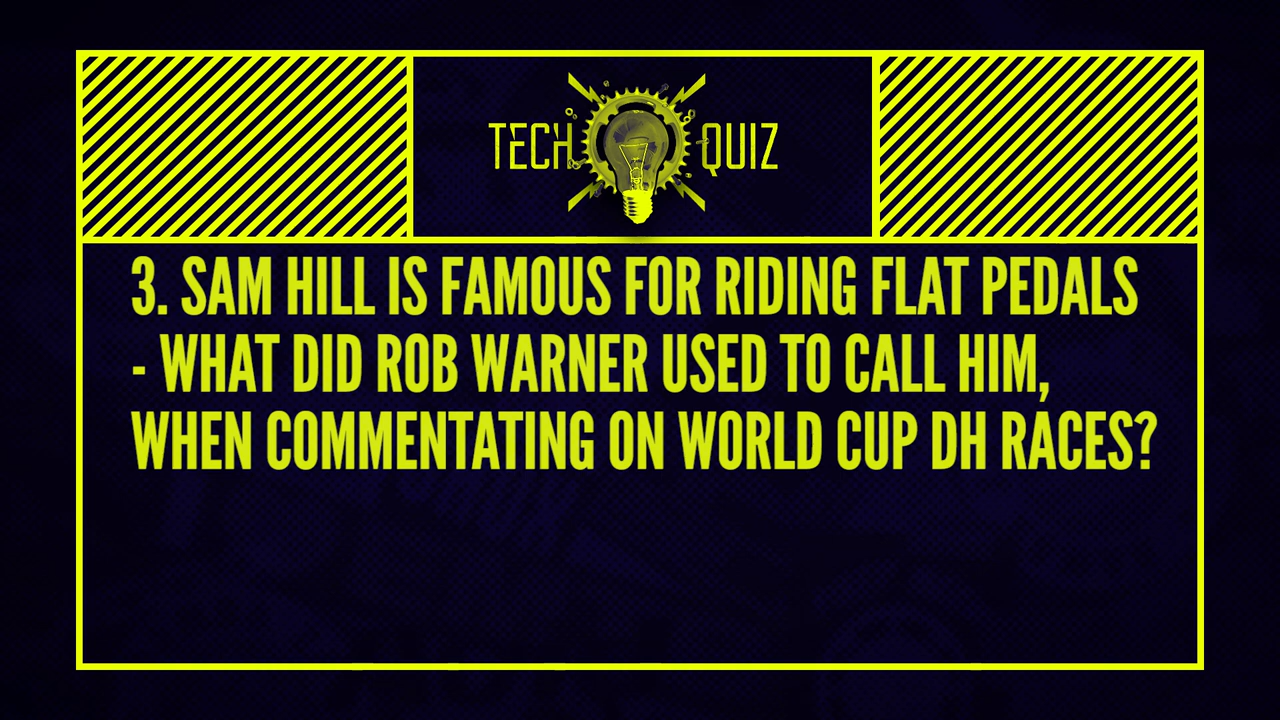 TECH QUIZ
3. SAM HILL IS FAMOUS FOR RIDING FLAT PEDALS
- WHAT DID ROB WARNER USED TO CALL HIM,
WHEN COMMENTATING ON WORLD CUP DH RACES?